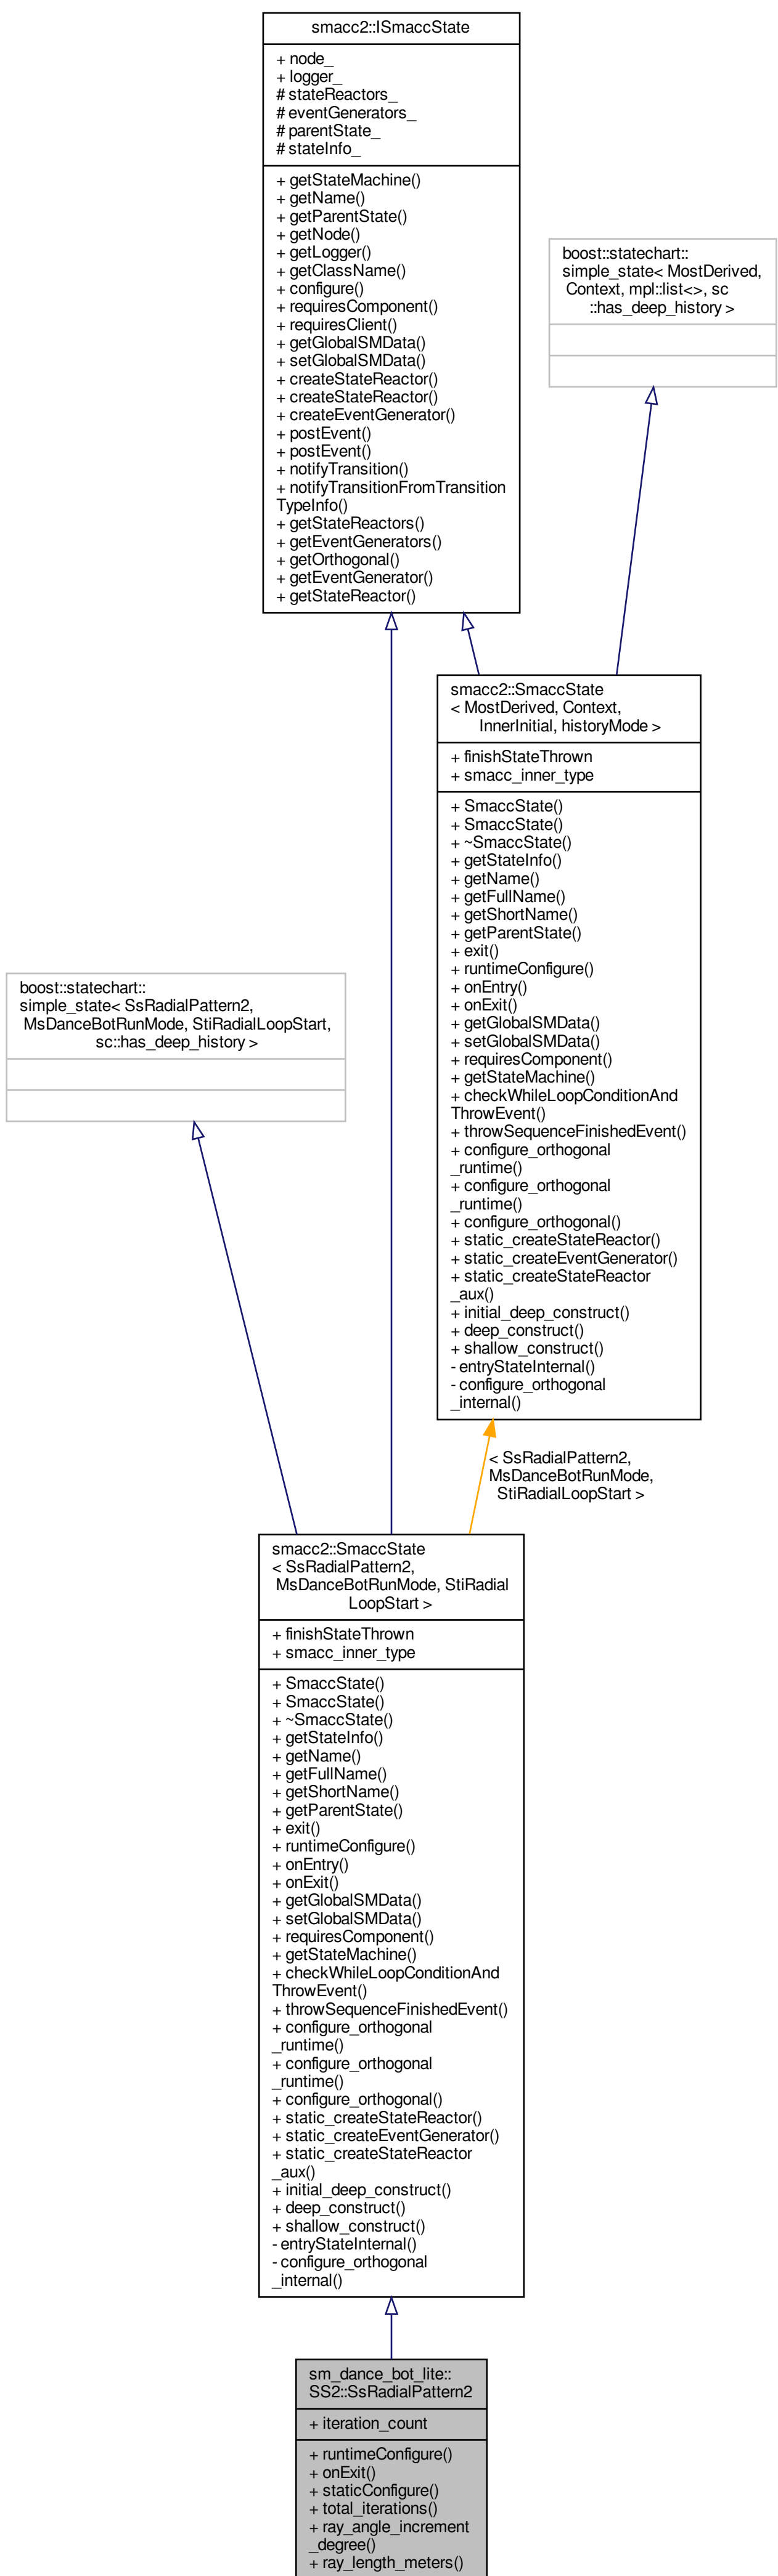 smacc2::ISmaccState
+ node_
+ logger_
# stateReactors_
# eventGenerators_
# parentState_
# stateInfo_
+ getStateMachine()
+ getName()
+ getParentState()
+ getNode()
+ getLogger()
+ getClassName()
+ configure()
+ requiresComponent()
+ requiresClient()
+ getGlobalSMData()
+ setGlobalSMData()
+ createStateReactor()
+ createStateReactor()
+ createEventGenerator()
+ postEvent()
+ postEvent()
+ notifyTransition()
+ notifyTransitionFromTransition
TypeInfo()
+ getStateReactors()
+ getEventGenerators()
+ getOrthogonal()
+ getEventGenerator()
+ getStateReactor()
boost::statechart::
simple_state< MostDerived,
Context, mpl::list<>, sc
::has_deep_history >
smacc2::SmaccState
< MostDerived, Context,
InnerInitial, historyMode >
+ finishStateThrown
+ smacc_inner_type
+ SmaccState()
+ SmaccState()
+ ~SmaccState()
+ getStateInfo()
+ getName()
+ getFullName()
+ getShortName()
+ getParentState()
+ exit()
+ runtimeConfigure()
+ onEntry()
+ onExit()
+ getGlobalSMData()
+ setGlobalSMData()
+ requiresComponent()
+ getStateMachine()
+ checkWhileLoopConditionAnd
ThrowEvent()
+ throwSequenceFinishedEvent()
+ configure_orthogonal
_runtime()
+ configure_orthogonal
_runtime()
+ configure_orthogonal()
+ static_createStateReactor()
+ static_createEventGenerator()
+ static_createStateReactor
_aux()
+ initial_deep_construct()
+ deep_construct()
+ shallow_construct()
- entryStateInternal()
- configure_orthogonal
_internal()
boost::statechart::
simple_state< SsRadialPattern2,
MsDanceBotRunMode, StiRadialLoopStart,
sc::has_deep_history >
< SsRadialPattern2,
MsDanceBotRunMode,
StiRadialLoopStart >
smacc2::SmaccState
< SsRadialPattern2,
MsDanceBotRunMode, StiRadial
LoopStart >
+ finishStateThrown
+ smacc_inner_type
+ SmaccState()
+ SmaccState()
+ ~SmaccState()
+ getStateInfo()
+ getName()
+ getFullName()
+ getShortName()
+ getParentState()
+ exit()
+ runtimeConfigure()
+ onEntry()
+ onExit()
+ getGlobalSMData()
+ setGlobalSMData()
+ requiresComponent()
+ getStateMachine()
+ checkWhileLoopConditionAnd
ThrowEvent()
+ throwSequenceFinishedEvent()
+ configure_orthogonal
_runtime()
+ configure_orthogonal
_runtime()
+ configure_orthogonal()
+ static_createStateReactor()
+ static_createEventGenerator()
+ static_createStateReactor
_aux()
+ initial_deep_construct()
+ deep_construct()
+ shallow_construct()
- entryStateInternal()
- configure_orthogonal
_internal()
sm_dance_bot_lite::
SS2::SsRadialPattern2
+ iteration_count
+ runtimeConfigure()
+ onExit()
+ staticConfigure()
+ total_iterations()
+ ray_angle_increment
_degree()
+ ray_length_meters()